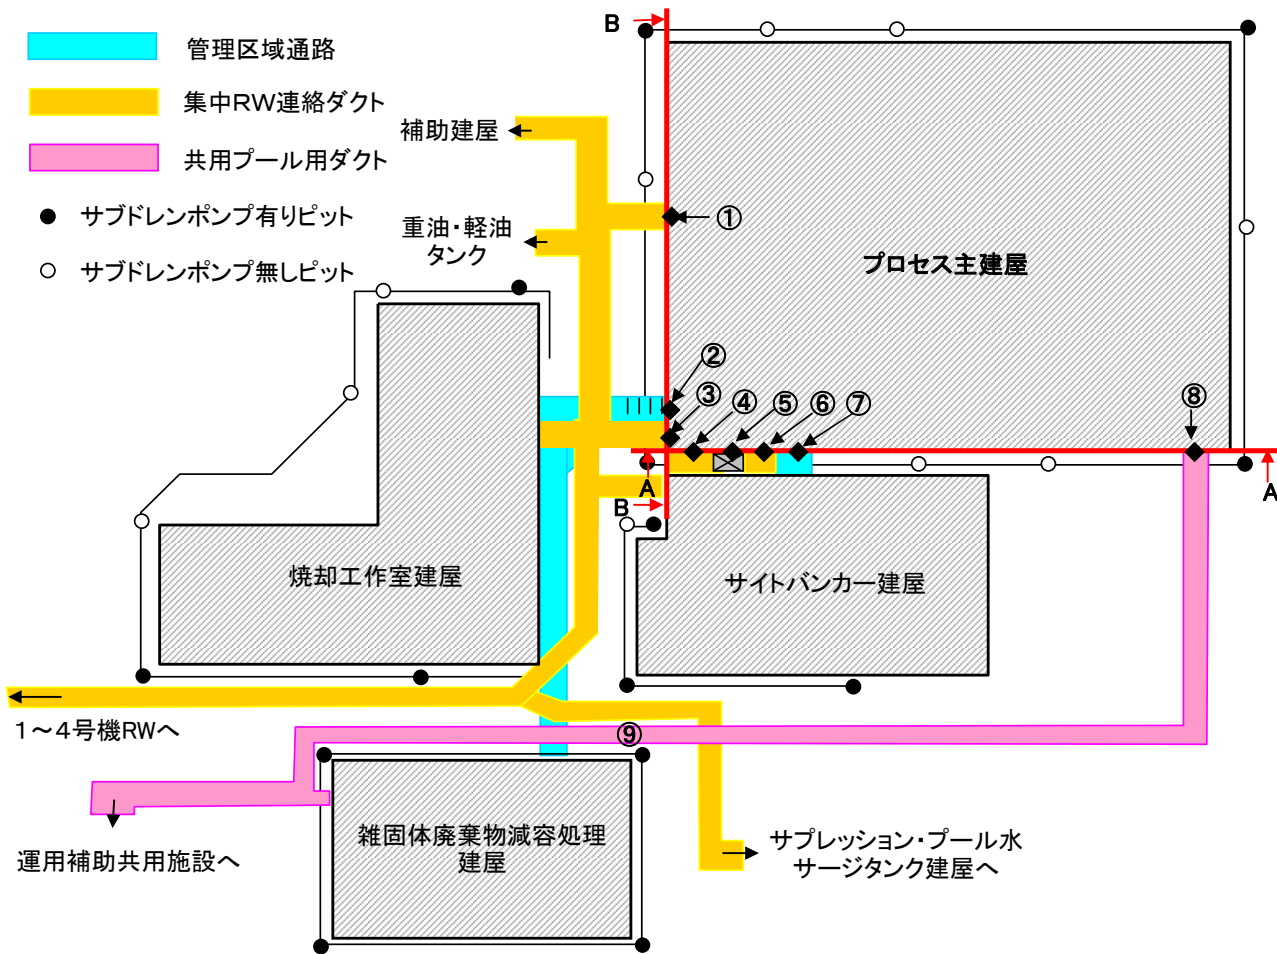 B
管理区域通路
集中RW連絡ダクト
補助建屋
共用プール用ダクト
サブドレンポンプ有りピット
①
重油・軽油
タンク
プロセス主建屋
サブドレンポンプ無しピット
②
③
④
⑤
⑥
⑦
⑧
A
A
B
焼却工作室建屋
サイトバンカー建屋
1～4号機RWへ
⑨
雑固体廃棄物減容処理
建屋
運用補助共用施設へ
サプレッション・プール水
サージタンク建屋へ